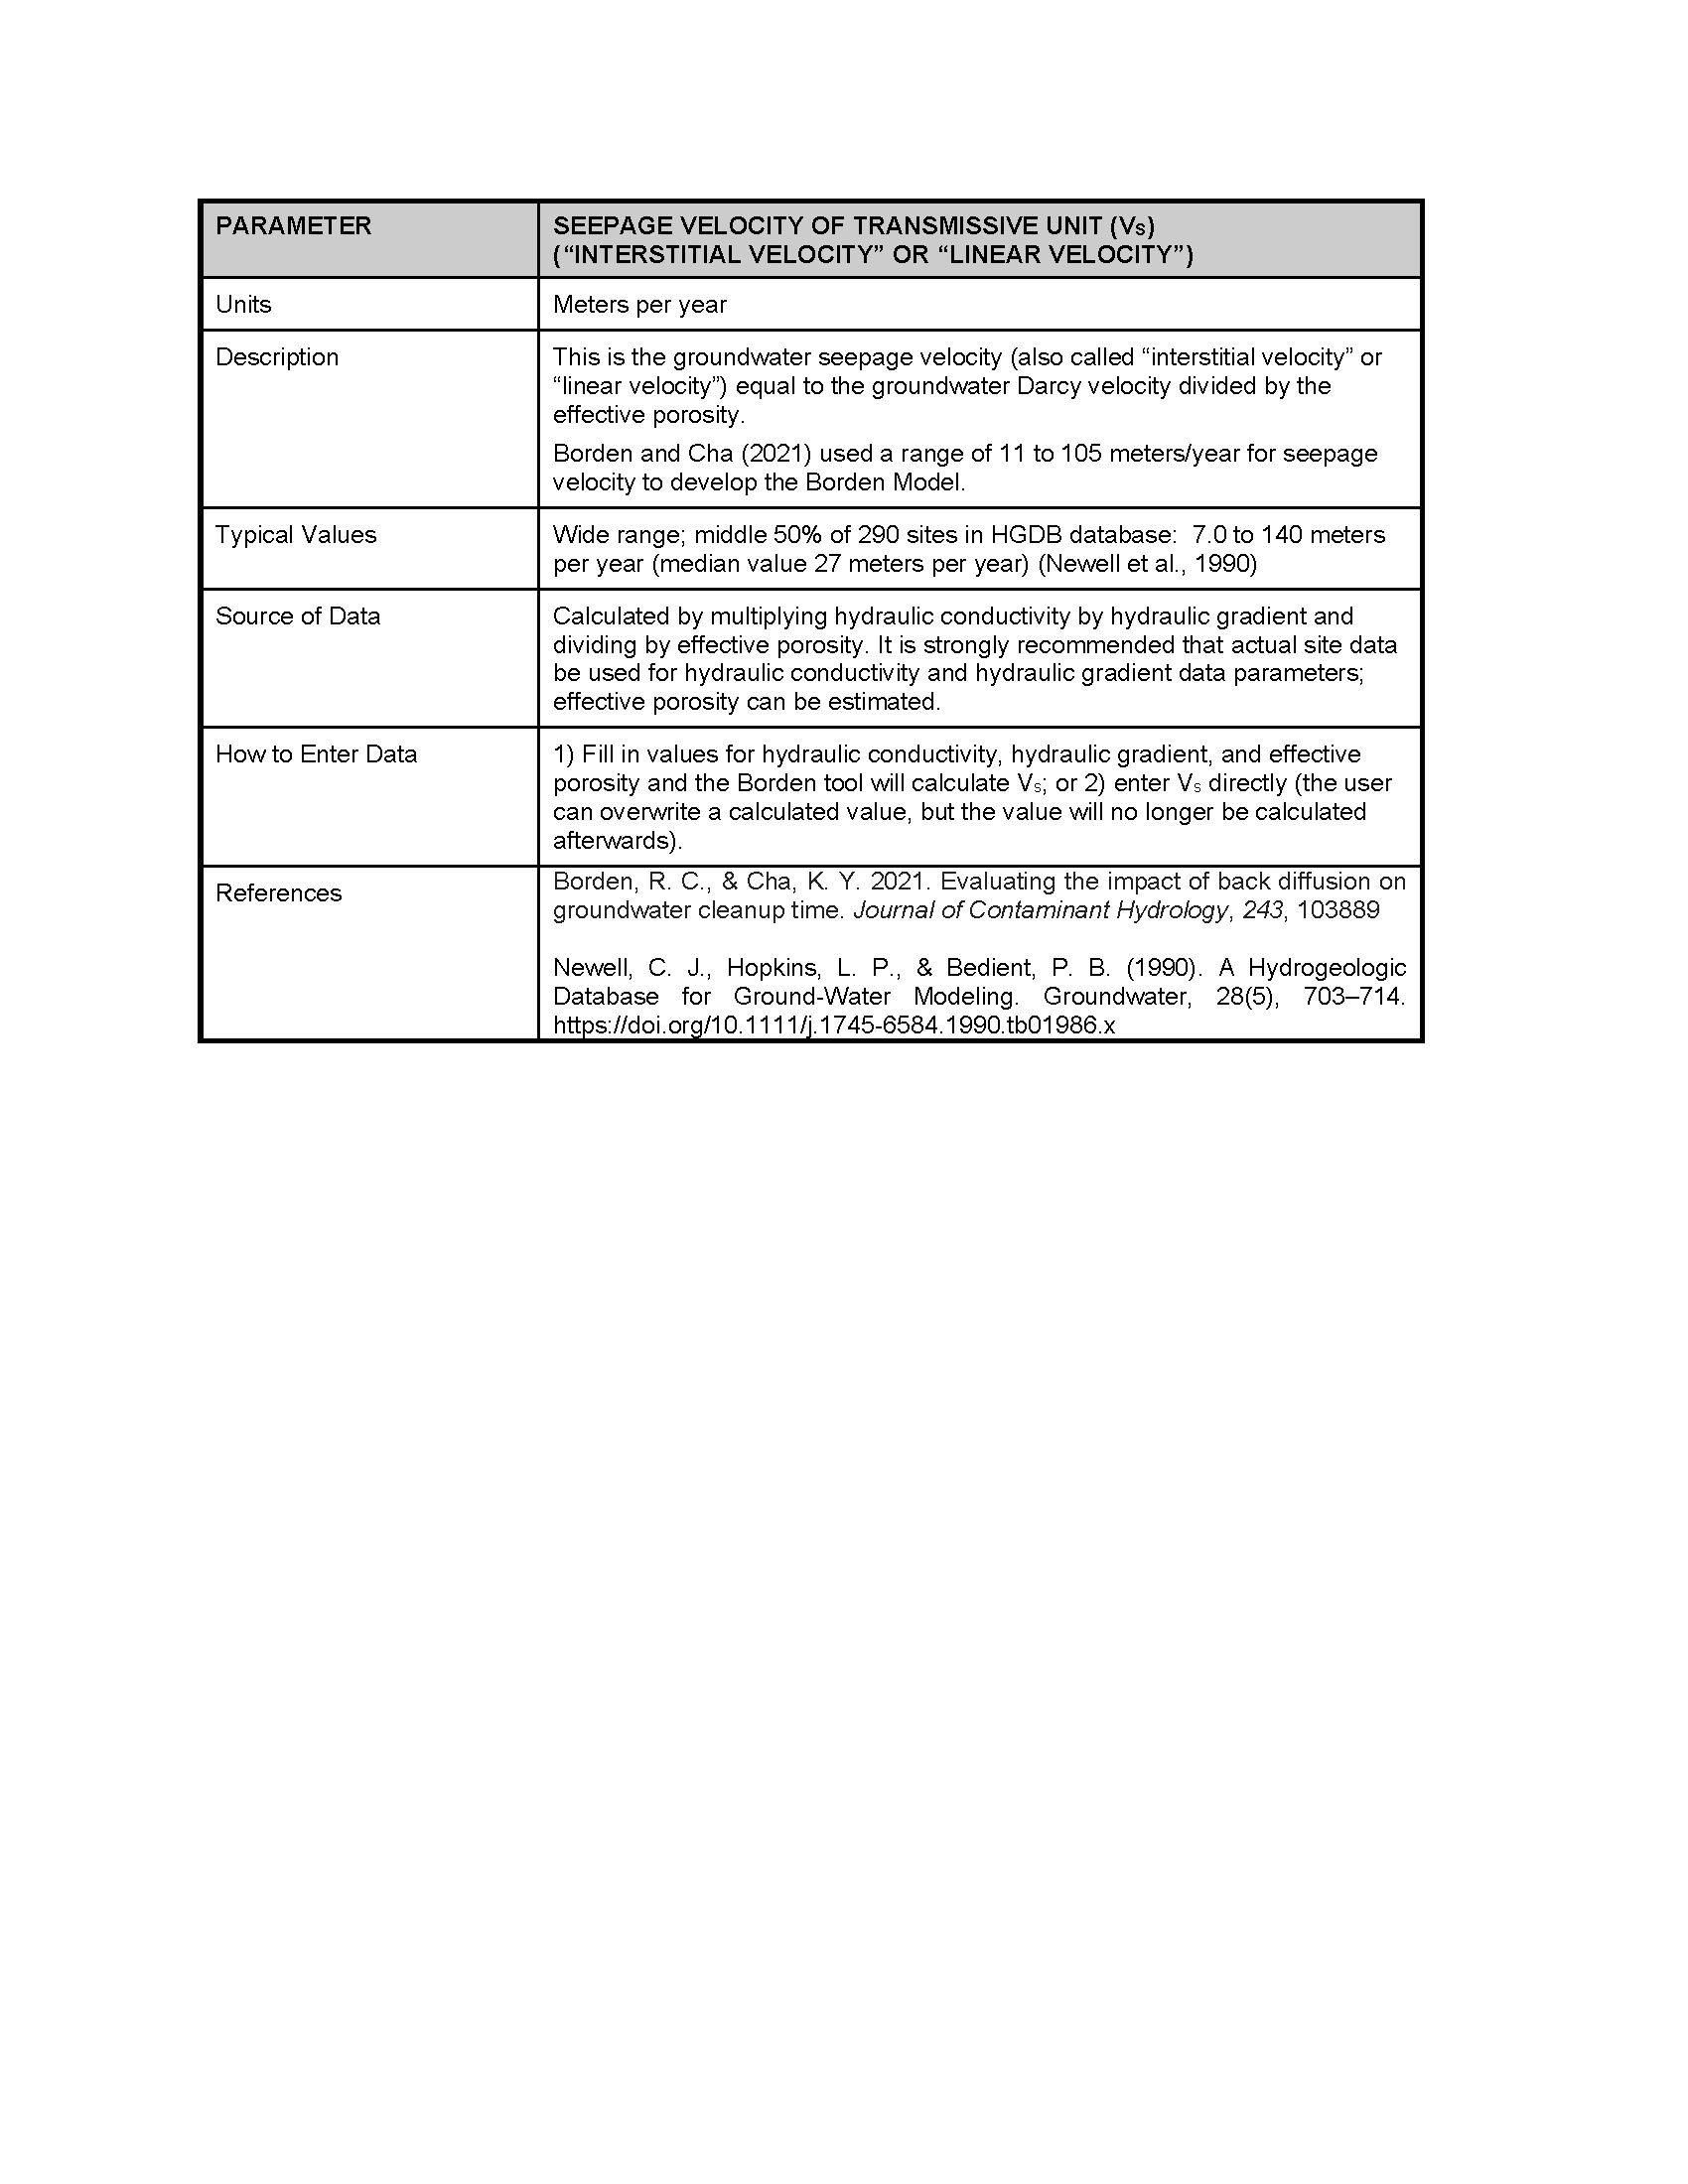 PARAMETER
SEEPAGE VELOCITY OF TRANSMISSIVE UNIT (Vs)
(“INTERSTITIAL VELOCITY” OR “LINEAR VELOCITY”)
Units
Meters per year
Description
This is the groundwater seepage velocity (also called “interstitial velocity” or
“linear velocity”) equal to the groundwater Darcy velocity divided by the
effective porosity.
Borden and Cha (2021) used a range of 11 to 105 meters/year for seepage
velocity to develop the Borden Model.
Typical Values
Wide range; middle 50% of 290 sites in HGDB database:  7.0 to 140 meters
per year (median value 27 meters per year) (Newell et al., 1990)
Source of Data
Calculated by multiplying hydraulic conductivity by hydraulic gradient and
dividing by effective porosity. It is strongly recommended that actual site data
be used for hydraulic conductivity and hydraulic gradient data parameters;
effective porosity can be estimated.
How to Enter Data
1) Fill in values for hydraulic conductivity, hydraulic gradient, and effective
porosity and the Borden tool will calculate Vs; or 2) enter Vs directly (the user
can overwrite a calculated value, but the value will no longer be calculated
afterwards).
References
Borden, R. C., & Cha, K. Y. 2021. Evaluating the impact of back diffusion on
groundwater cleanup time. Journal of Contaminant Hydrology, 243, 103889
Newell, C. J., Hopkins, L. P., & Bedient, P. B. (1990). A Hydrogeologic
Database for Ground-Water Modeling. Groundwater, 28(5), 703–714.
https://doi.org/10.1111/j.1745-6584.1990.tb01986.x